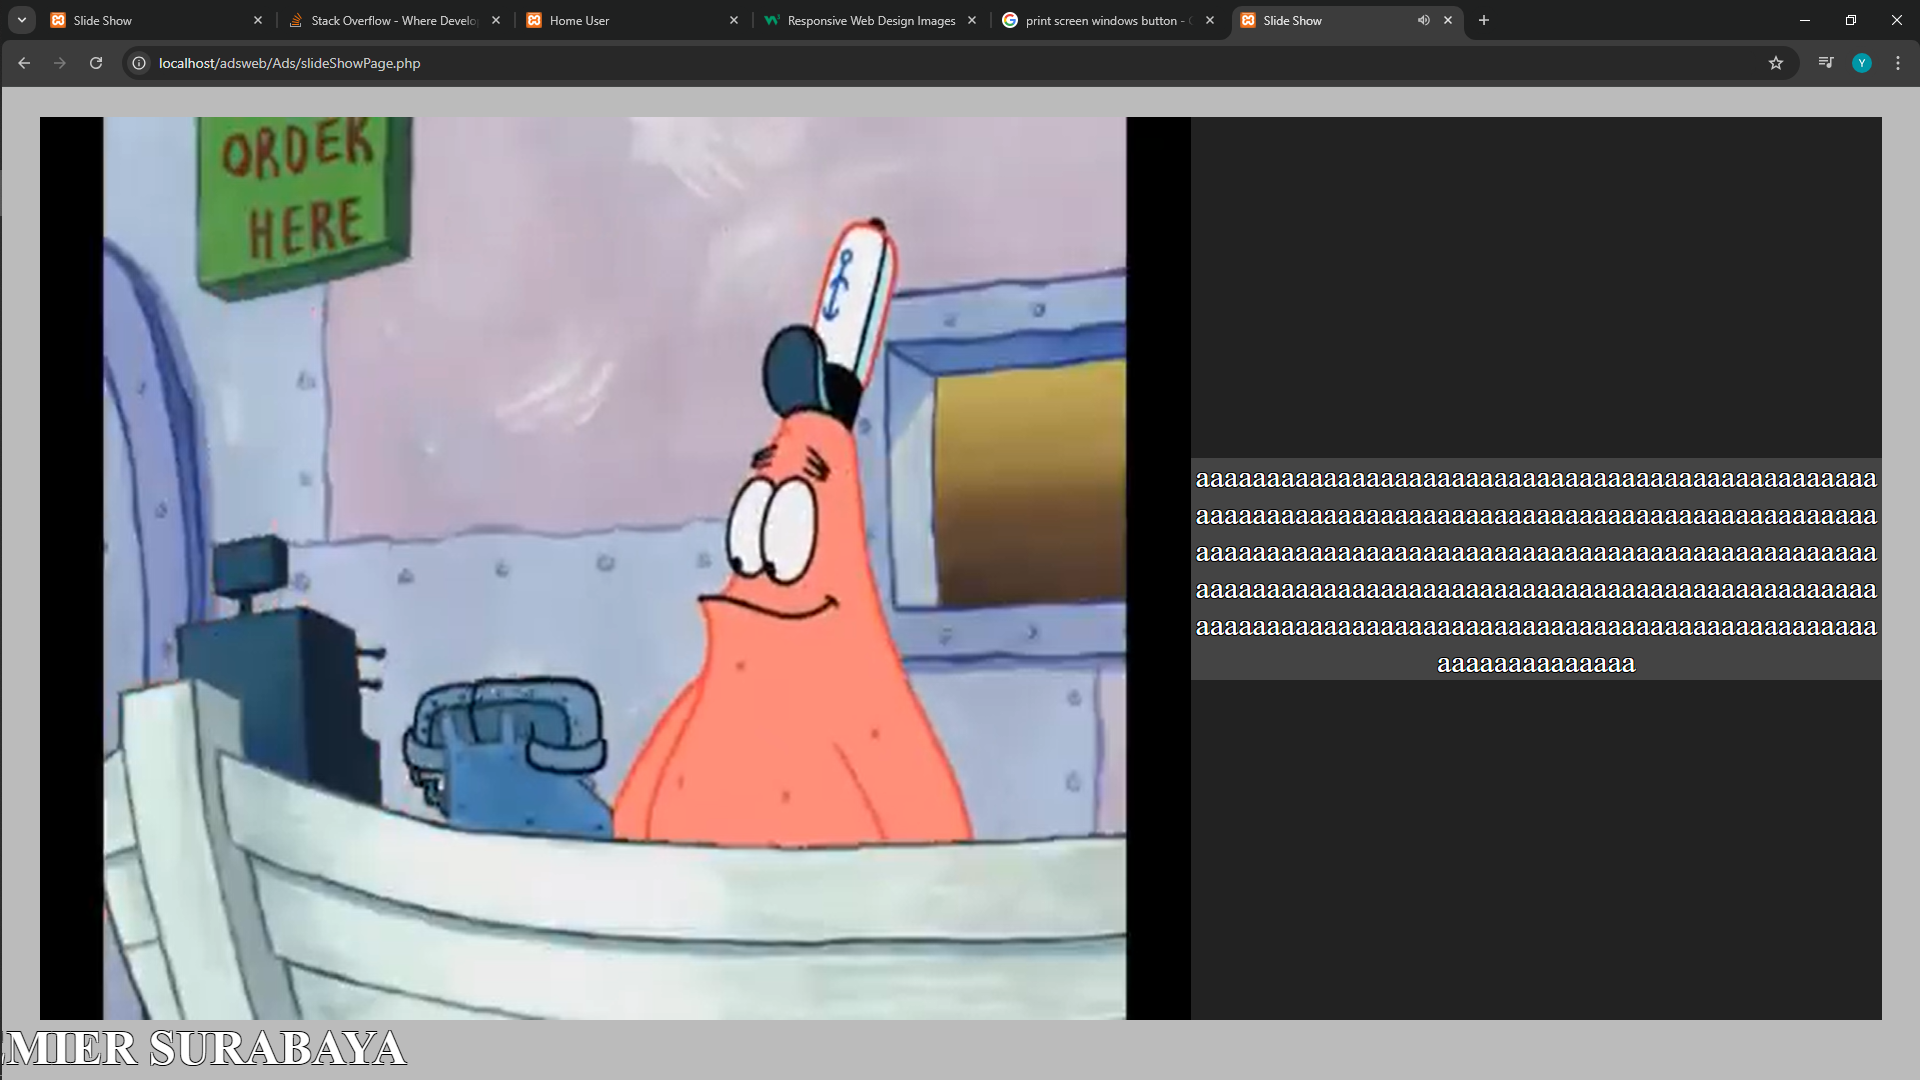 Slide Show
Stack Overflow - Where Develo
Home User
Responsive Web Design Images
print screen windows button -
Slide Show
localhost/adsweb/Ads/slideShowPage.php
Y
ORDER
HERE
aaaaaaaaaaaaaaaaaaaaaaaaaaaaaaaaaaaaaaaaaaaaaaaa
aaaaaaaaaaaaaaaaaaaaaaaaaaaaaaaaaaaaaaaaaaaaaaaa
aaaaaaaaaaaaaaaaaaaaaaaaaaaaaaaaaaaaaaaaaaaaaaaa
aaaaaaaaaaaaaaaaaaaaaaaaaaaaaaaaaaaaaaaaaaaaaaaa
aaaaaaaaaaaaaaaaaaaaaaaaaaaaaaaaaaaaaaaaaaaaaaaa
aaaaaaaaaaaaaa
EMIER SURABAYA